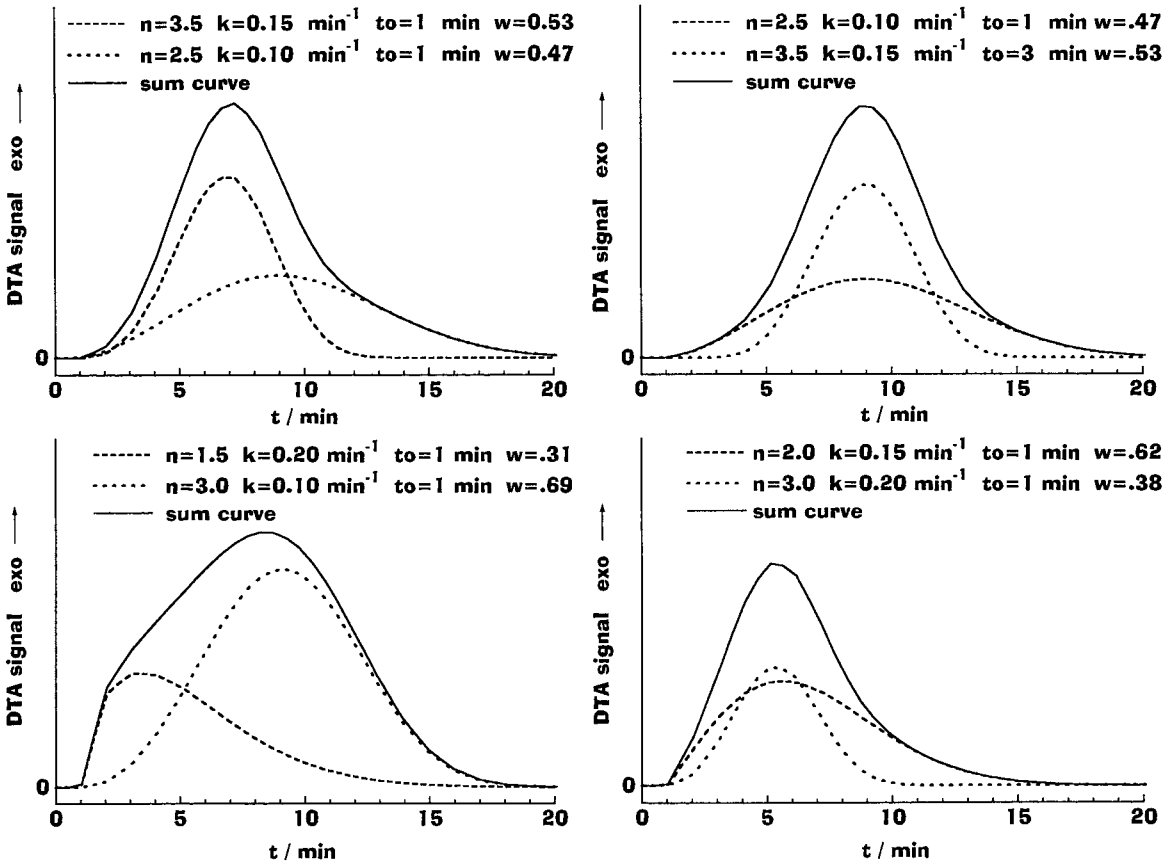 n=3.5 k=0.15 min⁻¹ to=1 min w=0.53
n=2.5 k=0.10 min⁻¹ to=1 min w=0.47
sum curve
DTA signal exo
0
0 5 10 15 20
t / min
n=2.5 k=0.10 min⁻¹ to=1 min w=.47
n=3.5 k=0.15 min⁻¹ to=3 min w=.53
sum curve
DTA signal exo
0
0 5 10 15 20
t / min
n=1.5 k=0.20 min⁻¹ to=1 min w=.31
n=3.0 k=0.10 min⁻¹ to=1 min w=.69
sum curve
DTA signal exo
0
0 5 10 15 20
t / min
n=2.0 k=0.15 min⁻¹ to=1 min w=.62
n=3.0 k=0.20 min⁻¹ to=1 min w=.38
sum curve
DTA signal exo
0
0 5 10 15 20
t / min